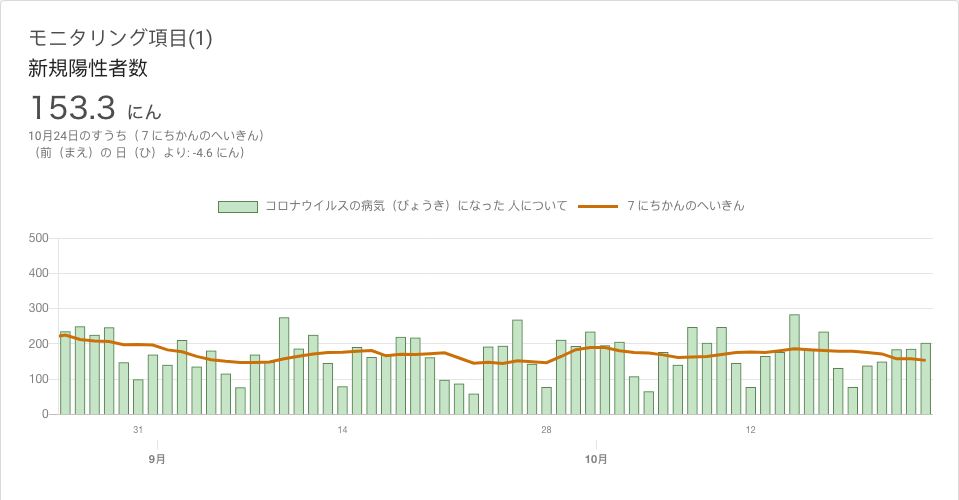 モニタリング項目(1)
新規陽性者数
153.3 にん
10月24日のすうち（７にちかんのへいきん）
（前（まえ）の 日（ひ）より: -4.6 にん）
コロナウイルスの病気（びょうき）になった 人について ７にちかんのへいきん
500
400
300
200
100
0
31 14 28 12
9月 10月